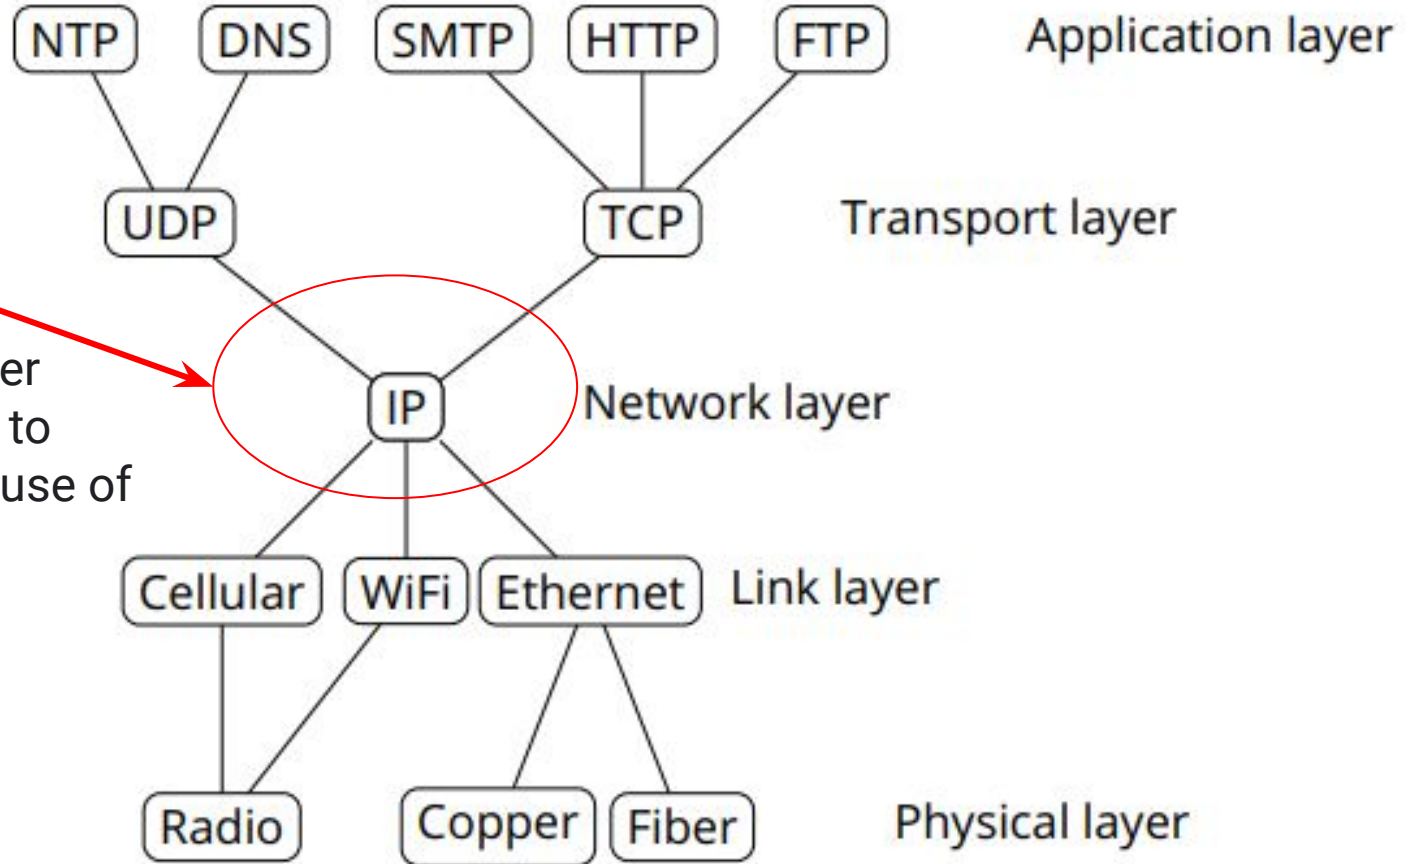 NTP DNS SMTP HTTP FTP Application layer
UDP TCP Transport layer
er
to
use of
IP Network layer
Cellular WiFi Ethernet Link layer
Radio Copper Fiber Physical layer